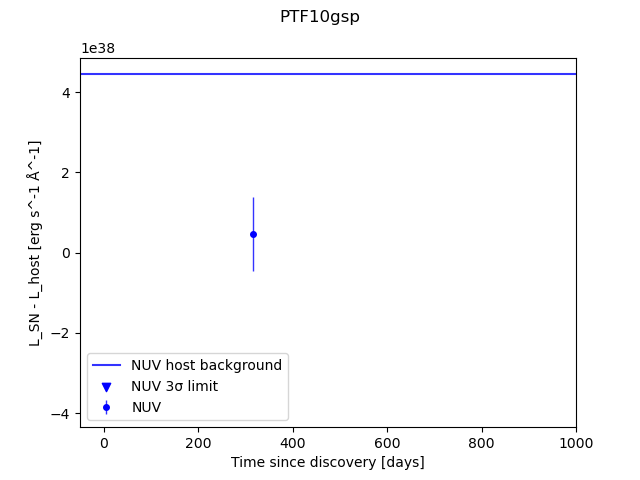 PTF10gsp
1e38
4
2
0
−2
−4
L_SN - L_host [erg s^-1 Å^-1]
NUV host background
NUV 3σ limit
NUV
0 200 400 600 800 1000
Time since discovery [days]